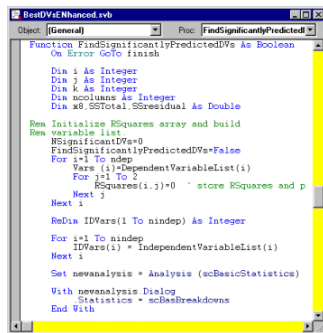 BestDVsENhanced.svb
Object: (General) Proc: FindSignificantlyPredictedI
Function FindSignificantlyPredictedDVs As Boolean
On Error GoTo finish
Dim i As Integer
Dim j As Integer
Dim k As Integer
Dim ncolumns As Integer
Dim x8,SSTotal,SSresidual As Double
Rem Initialize RSquares array and build
Rem variable list
NSignificantDVs=0
FindSignificantlyPredictedDVs=False
For i=1 To ndep
Vars (i)=DependentVariableList(i)
For j=1 To 2
RSquares(i,j)=0 ' store RSquares and p
Next j
Next i
ReDim IDVars(1 To nindep) As Integer
For i=1 To nindep
IDVars(i) = IndependentVariableList(i)
Next i
Set newanalysis = Analysis (scBasicStatistics)
With newanalysis.Dialog
.Statistics = scBasBreakdowns
End With